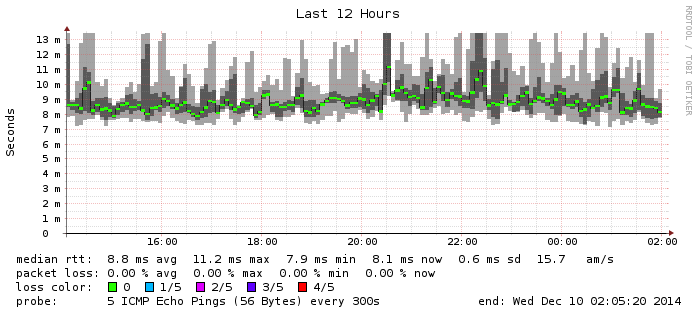 Last 12 Hours
RRDTOOL / TOBI OETIKER
Seconds
13 m
12 m
11 m
10 m
9 m
8 m
7 m
6 m
5 m
4 m
3 m
2 m
1 m
0
16:00 18:00 20:00 22:00 00:00 02:00
median rtt: 8.8 ms avg 11.2 ms max 7.9 ms min 8.1 ms now 0.6 ms sd 15.7 am/s
packet loss: 0.00 % avg 0.00 % max 0.00 % min 0.00 % now
loss color: 0 1/5 2/5 3/5 4/5
probe: 5 ICMP Echo Pings (56 Bytes) every 300s end: Wed Dec 10 02:05:20 2014